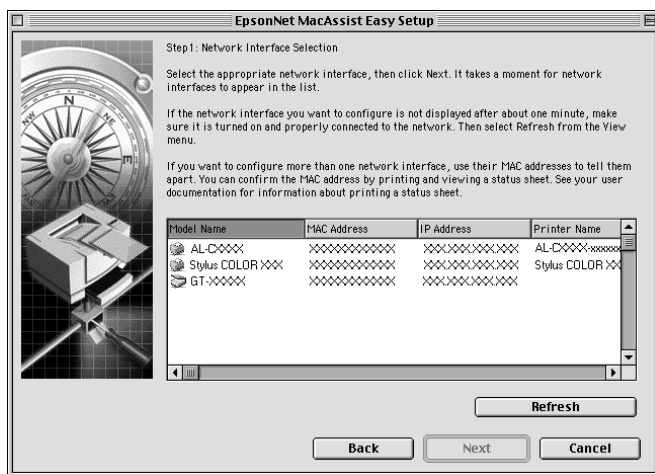 EpsonNet MacAssist Easy Setup
Step1: Network Interface Selection
Select the appropriate network interface, then click Next. It takes a moment for network
interfaces to appear in the list.
If the network interface you want to configure is not displayed after about one minute, make
sure it is turned on and properly connected to the network. Then select Refresh from the View
menu.
If you want to configure more than one network interface, use their MAC addresses to tell them
apart. You can confirm the MAC address by printing and viewing a status sheet. See your user
documentation for information about printing a status sheet.
Model Name MAC Address IP Address Printer Name
AL-CXXXX XXXXXXXXXXXX XXX.XXX.XXX.XXX AL-CXXXX-xxxxxx
Stylus COLOR XXX XXXXXXXXXXXX XXX.XXX.XXX.XXX Stylus COLOR XX
GT-XXXXX XXXXXXXXXXXX XXX.XXX.XXX.XXX
Refresh
Back Next Cancel
N
NW
NE
W
E